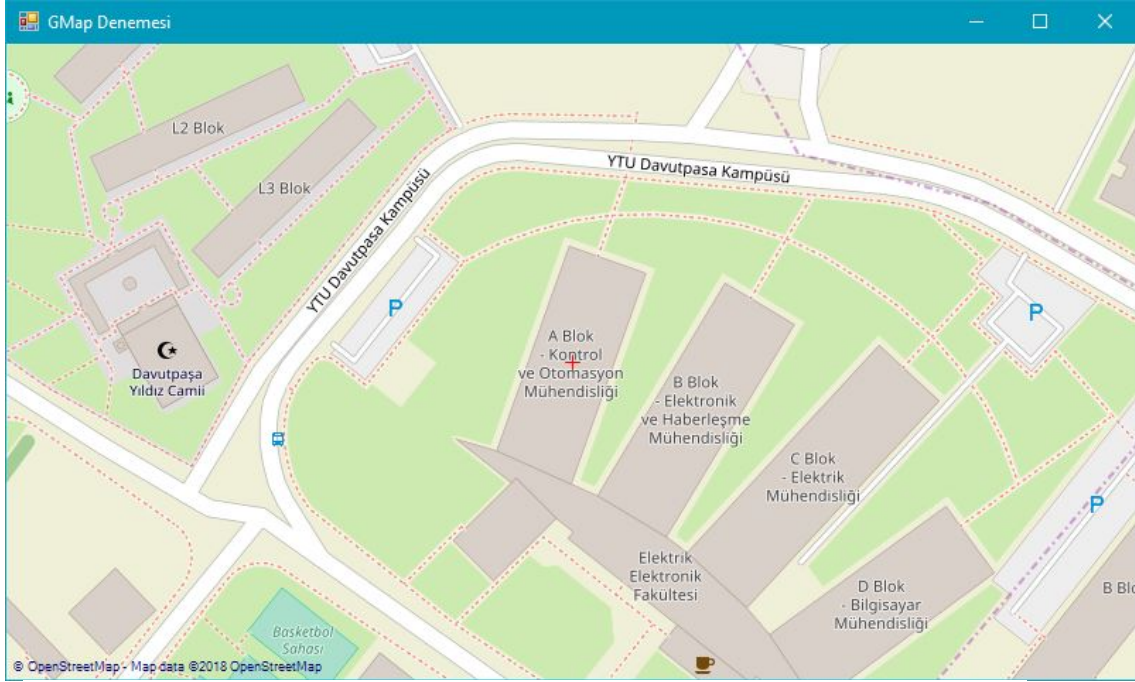 GMap Denemesi
L2 Blok
L3 Blok
YTU Davutpasa Kampüsü
YTU Davutpasa Kampüsü
P
P
A Blok
- Kontrol
ve Otomasyon
Mühendisliği
Davutpaşa
Yıldız Camii
B Blok
- Elektronik
ve Haberleşme
Mühendisliği
C Blok
- Elektrik
Mühendisliği
P
Elektrik
Elektronik
Fakültesi
D Blok
- Bilgisayar
Mühendisliği
B Blo
Basketbol
Sahası
© OpenStreetMap - Map data ©2018 OpenStreetMap